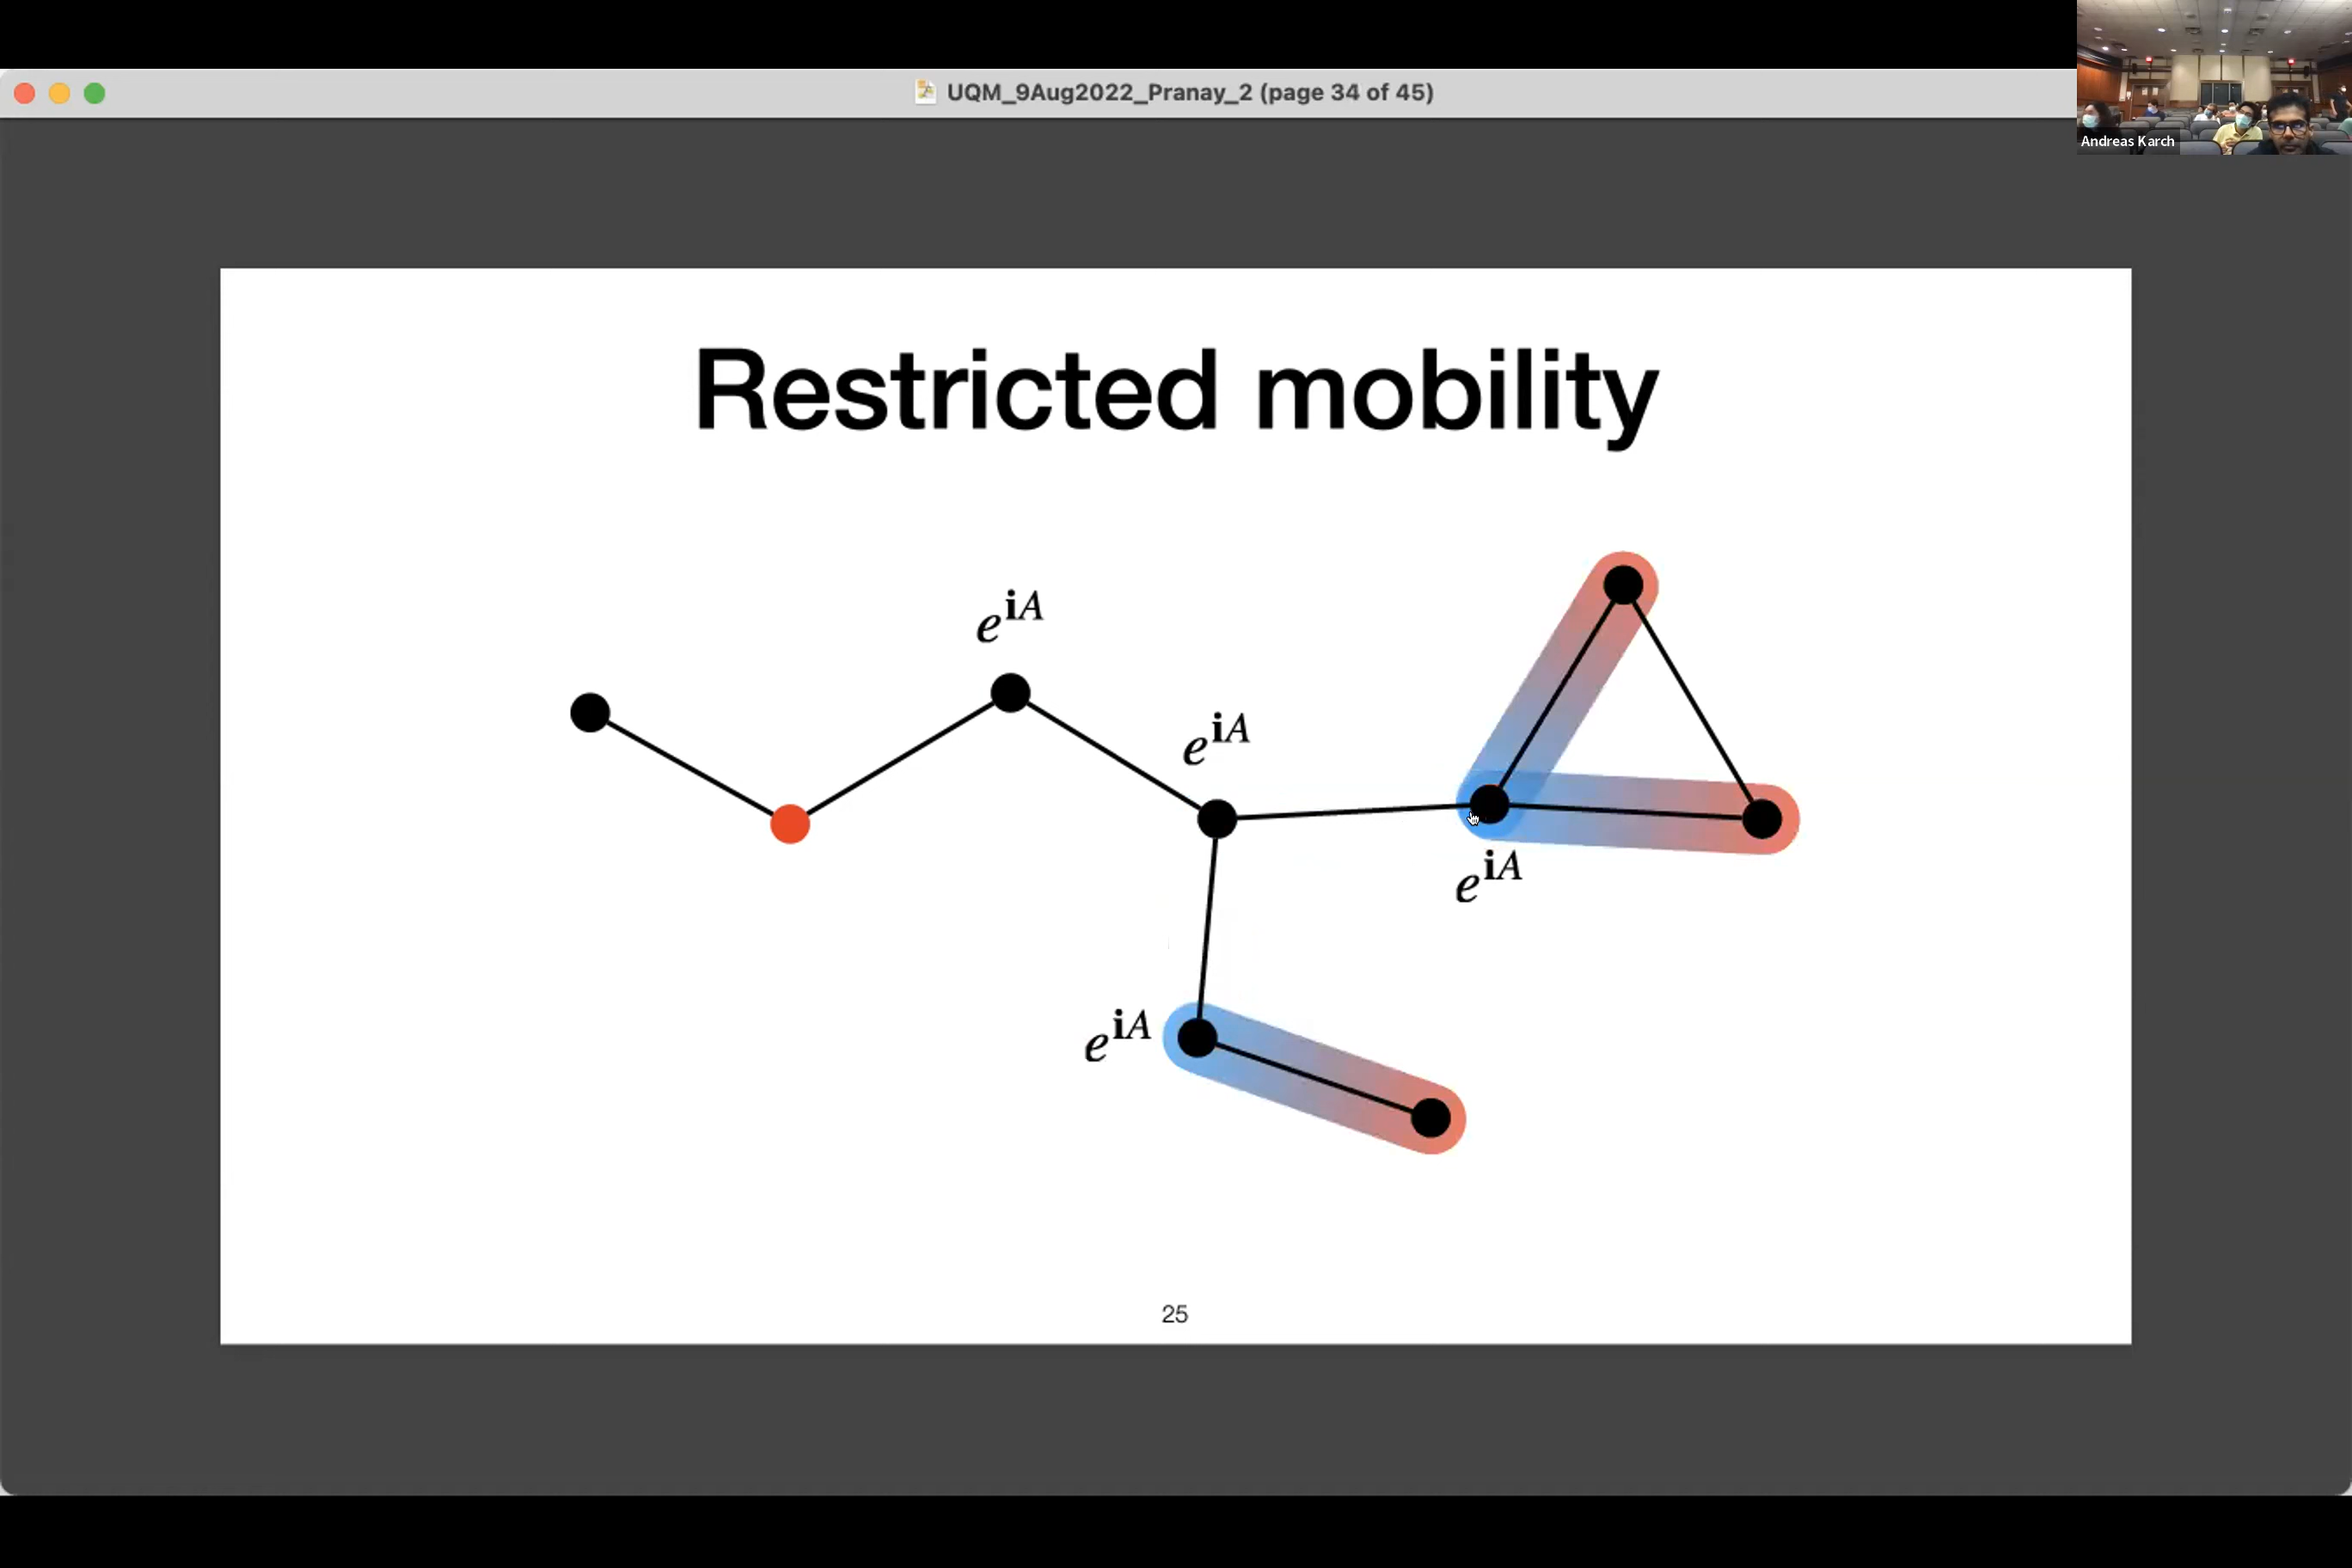 UQM_9Aug2022_Pranay_2 (page 34 of 45)
Andreas Karch
Restricted mobility
e^{iA}
e^{iA}
e^{iA}
e^{iA}
25